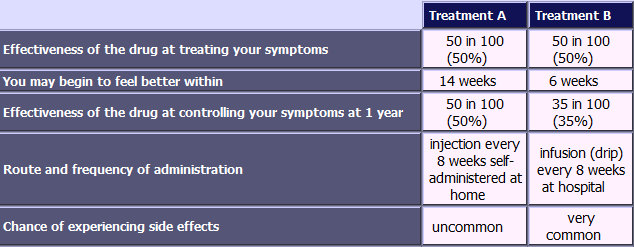 Treatment A Treatment B
Effectiveness of the drug at treating your symptoms 50 in 100 50 in 100
(50%) (50%)
You may begin to feel better within 14 weeks 6 weeks
Effectiveness of the drug at controlling your symptoms at 1 year 50 in 100 35 in 100
(50%) (35%)
Route and frequency of administration
injection every
8 weeks self-
administered at
home
infusion (drip)
every 8 weeks
at hospital
Chance of experiencing side effects uncommon
very
common